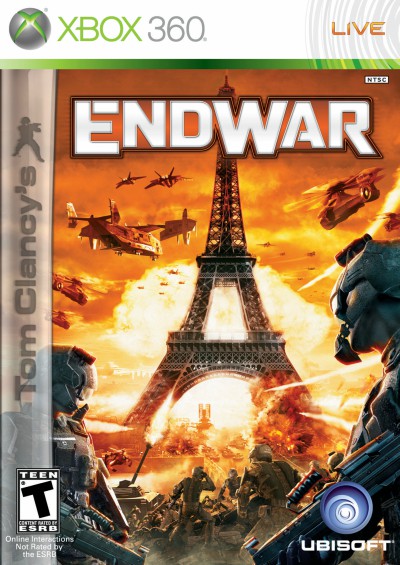 XBOX 360
LIVE
NTSC
ENDWAR
Tom Clancy's
TEEN
T
CONTENT RATED BY
ESRB
Online Interactions
Not Rated by
the ESRB
UBISOFT